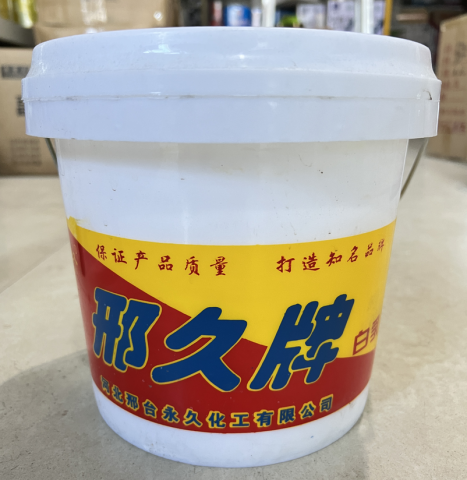 保证产品质量 打造知名品牌
邢久牌
白
河北邢台永久化工有限公司